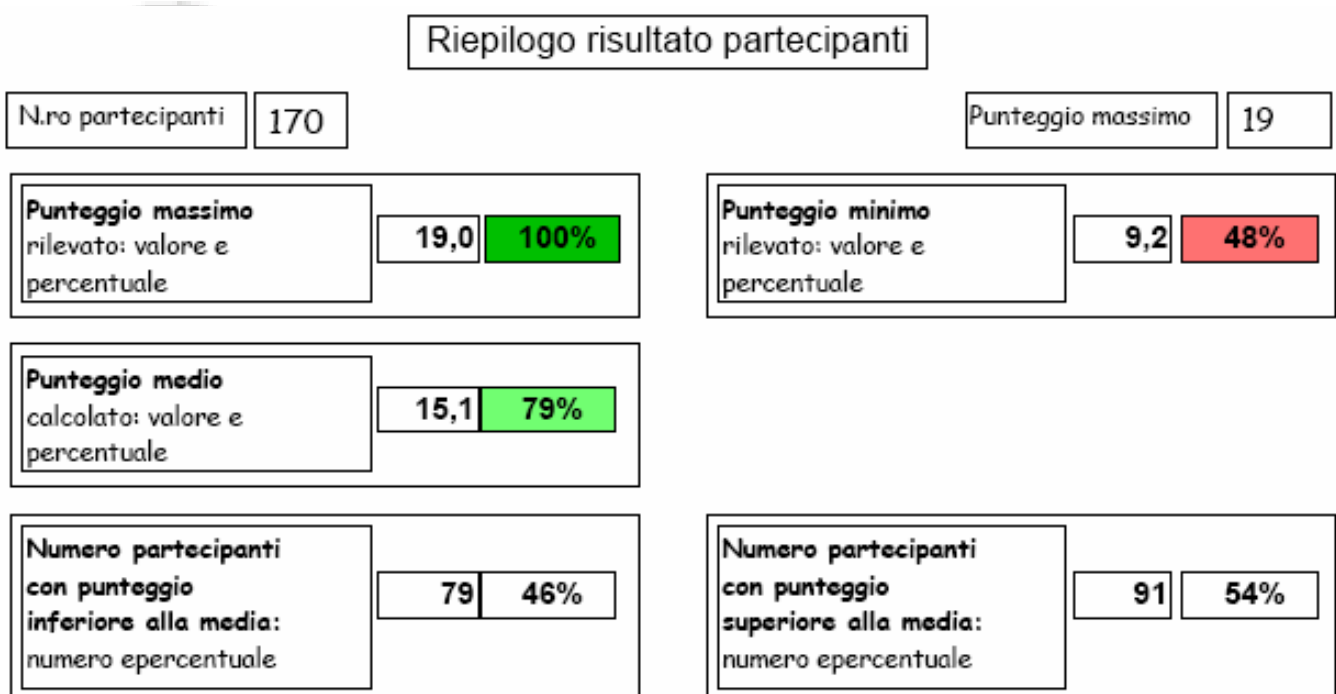 Riepilogo risultato partecipanti
N.ro partecipanti
170
Punteggio massimo
19
Punteggio massimo
rilevato: valore e
percentuale
19,0
100%
Punteggio minimo
rilevato: valore e
percentuale
9,2
48%
Punteggio medio
calcolato: valore e
percentuale
15,1
79%
Numero partecipanti
con punteggio
inferiore alla media:
numero epercentuale
79
46%
Numero partecipanti
con punteggio
superiore alla media:
numero epercentuale
91
54%